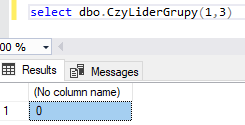 select dbo.CzyLiderGrupy(1,3)
00 %
Results Messages
(No column name)
1 0